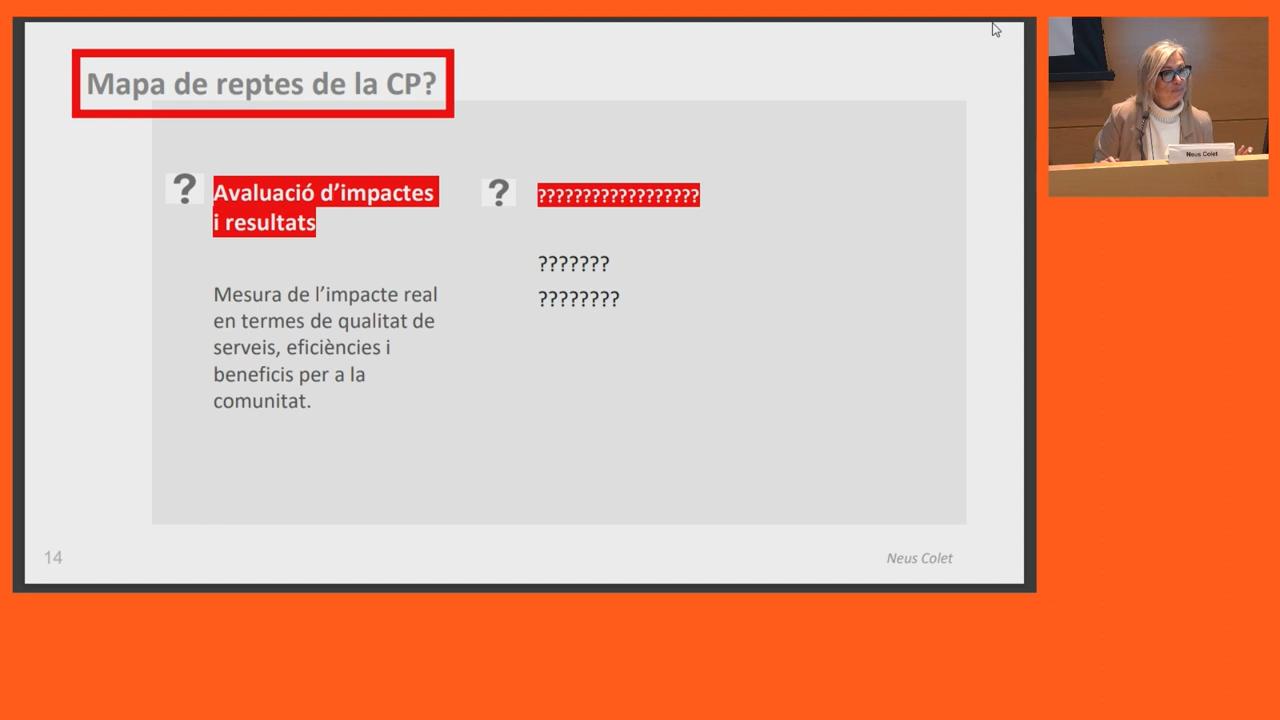 Mapa de reptes de la CP?
?
Avaluació d’impactes
i resultats
Mesura de l’impacte real
en termes de qualitat de
serveis, eficiències i
beneficis per a la
comunitat.
?
??????????????????
???????
????????
14
Neus Colet
Neus Colet